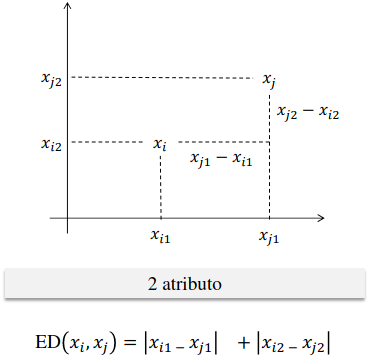 x_{j2}
x_j
x_{j2} − x_{i2}
x_{i2}
x_i
x_{j1} − x_{i1}
x_{i1}
x_{j1}
2 atributo
ED(x_i, x_j) = |x_{i1 −} x_{j1}| + |x_{i2 −} x_{j2}|